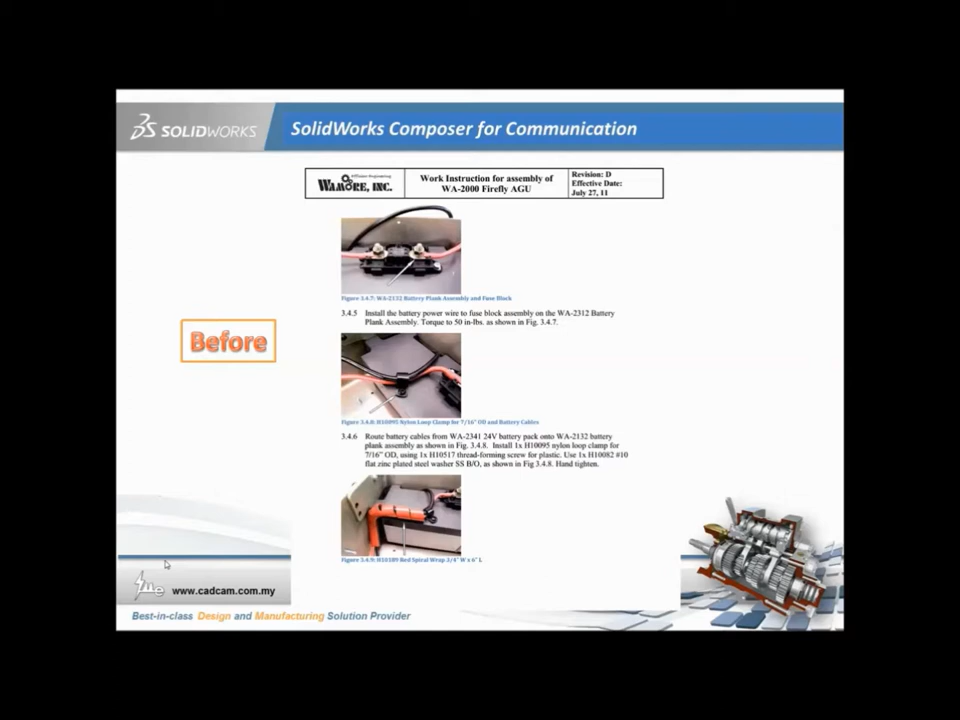 SOLIDWORKS
SolidWorks Composer for Communication
WAMORE, INC.
Work Instruction for assembly of
WA-2000 Firefly AGU
Revision: D
Effective Date:
July 27, 11
Figure 3.4.7: WA-2132 Battery Plank Assembly and Fuse Block
3.4.5 Install the battery power wire to fuse block assembly on the WA-2312 Battery
Plank Assembly. Torque to 50 in-lbs. as shown in Fig. 3.4.7.
Before
Figure 3.4.8: H10095 Nylon Loop Clamp for 7/16" OD and Battery Cables
3.4.6 Route battery cables from WA-2341 24V battery pack onto WA-2132 battery
plank assembly as shown in Fig. 3.4.8. Install 1x H10095 nylon loop clamp for
7/16" OD, using 1x H10517 thread-forming screw for plastic. Use 1x H10082 #10
flat zinc plated steel washer SS B/O, as shown in Fig 3.4.8. Hand tighten.
Figure 3.4.9: H10189 Red Spiral Wrap 3/4" W x 6" L
www.cadcam.com.my
Best-in-class Design and Manufacturing Solution Provider